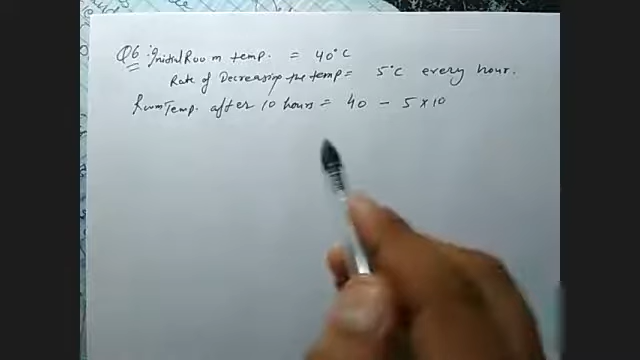 Q6 :Initial Room temp. = 40°C
Rate of Decreasing the temp = 5°C every hour.
Room Temp. after 10 hours = 40 - 5 × 10